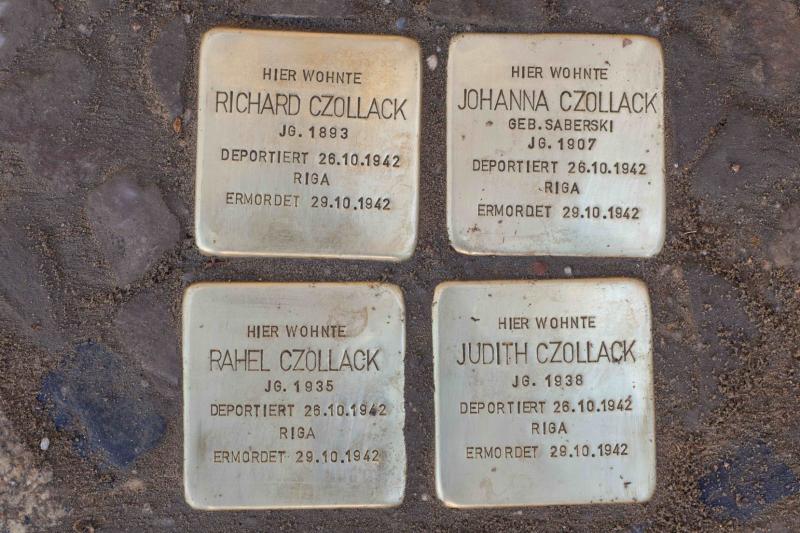 HIER WOHNTE
RICHARD CZOLLACK
JG. 1893
DEPORTIERT 26.10.1942
RIGA
ERMORDET 29.10.1942
HIER WOHNTE
JOHANNA CZOLLACK
GEB. SABERSKI
JG. 1907
DEPORTIERT 26.10.1942
RIGA
ERMORDET 29.10.1942
HIER WOHNTE
RAHEL CZOLLACK
JG. 1935
DEPORTIERT 26.10.1942
RIGA
ERMORDET 29.10.1942
HIER WOHNTE
JUDITH CZOLLACK
JG. 1938
DEPORTIERT 26.10.1942
RIGA
ERMORDET 29.10.1942